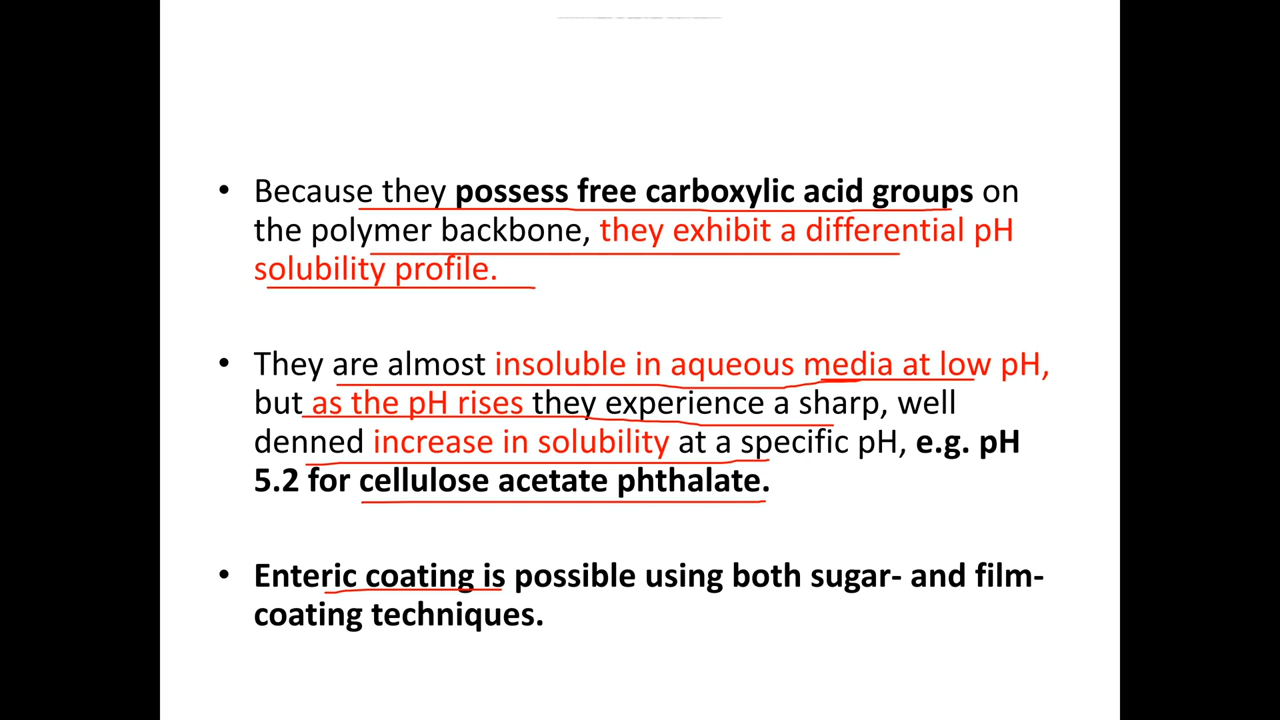 • Because they possess free carboxylic acid groups on
the polymer backbone, they exhibit a differential pH
solubility profile.
• They are almost insoluble in aqueous media at low pH,
but as the pH rises they experience a sharp, well
denned increase in solubility at a specific pH, e.g. pH
5.2 for cellulose acetate phthalate.
• Enteric coating is possible using both sugar- and film-
coating techniques.